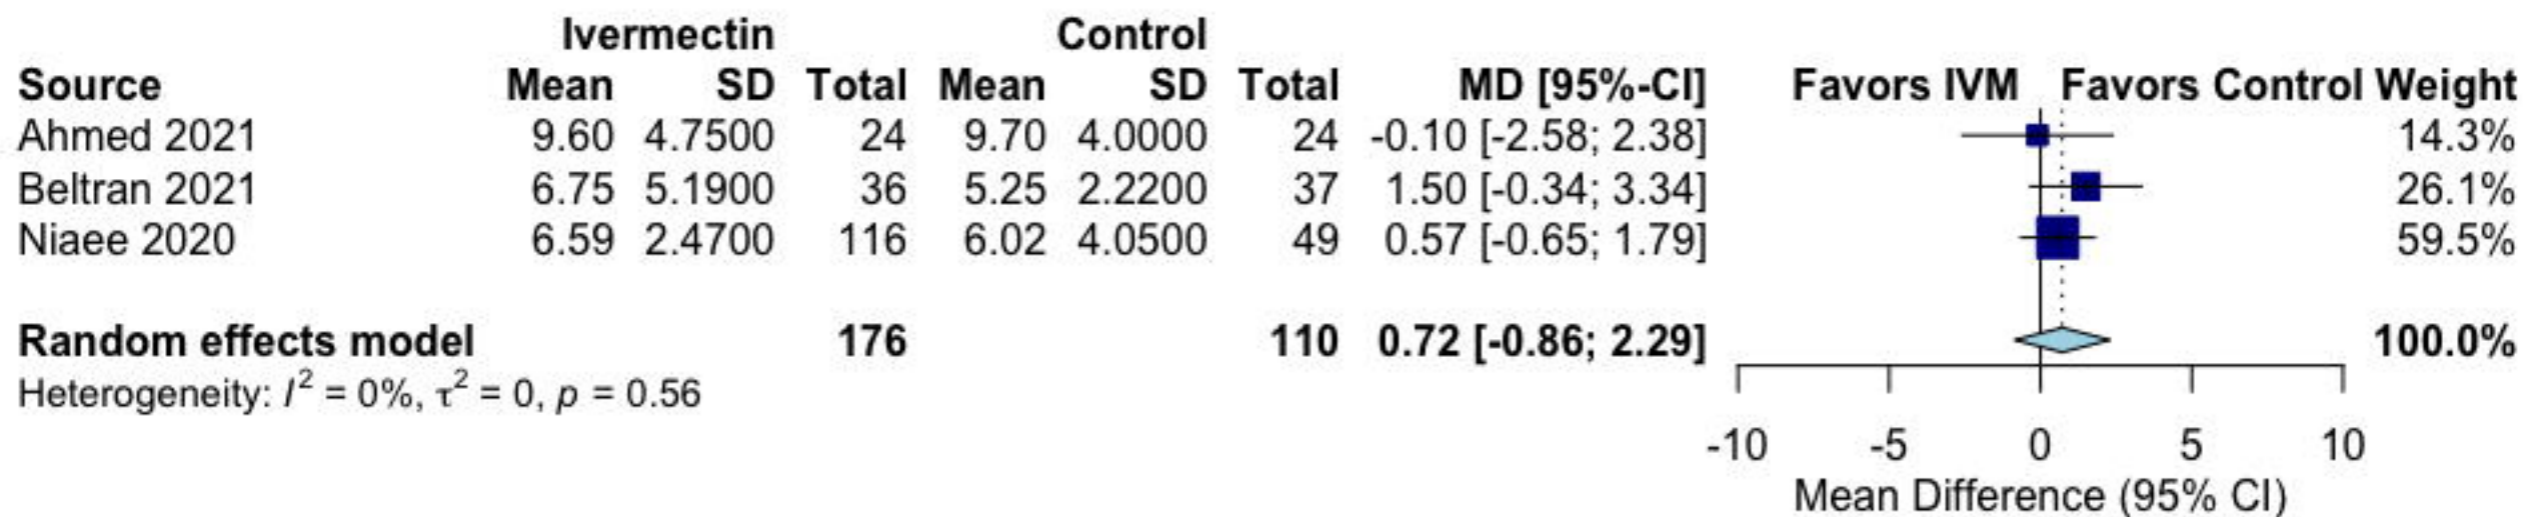 Ivermectin Control
Source Mean SD Total Mean SD Total MD [95%-CI] Favors IVM Favors Control Weight
Ahmed 2021 9.60 4.7500 24 9.70 4.0000 24 -0.10 [-2.58; 2.38] 14.3%
Beltran 2021 6.75 5.1900 36 5.25 2.2200 37 1.50 [-0.34; 3.34] 26.1%
Niaee 2020 6.59 2.4700 116 6.02 4.0500 49 0.57 [-0.65; 1.79] 59.5%
Random effects model 176 110 0.72 [-0.86; 2.29] 100.0%
Heterogeneity: I² = 0%, τ² = 0, p = 0.56
-10 -5 0 5 10
Mean Difference (95% CI)